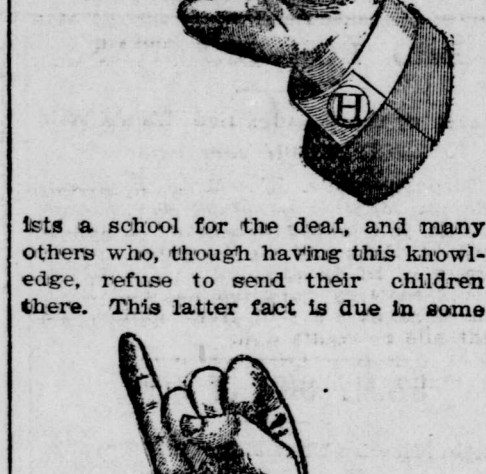 H
ists a school for the deaf, and many
others who, though having this knowl-
edge, refuse to send their children
there. This latter fact is due in some